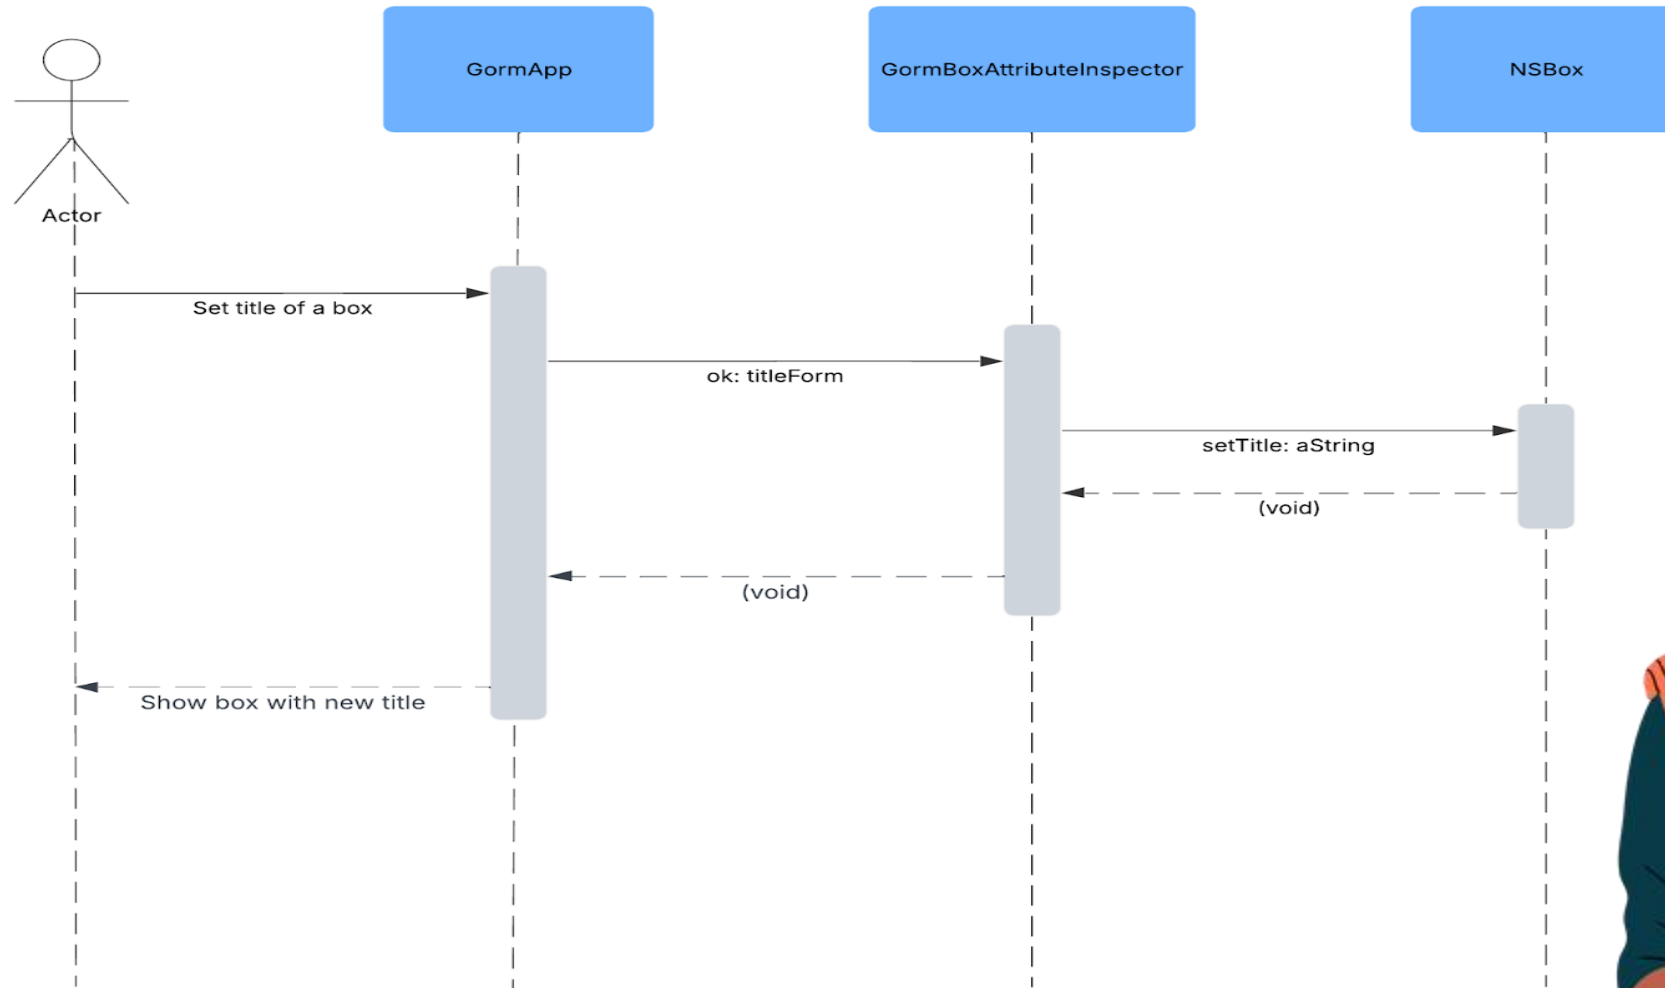 GormApp
GormBoxAttributeInspector
NSBox
Actor
Set title of a box
ok: titleForm
setTitle: aString
(void)
(void)
Show box with new title